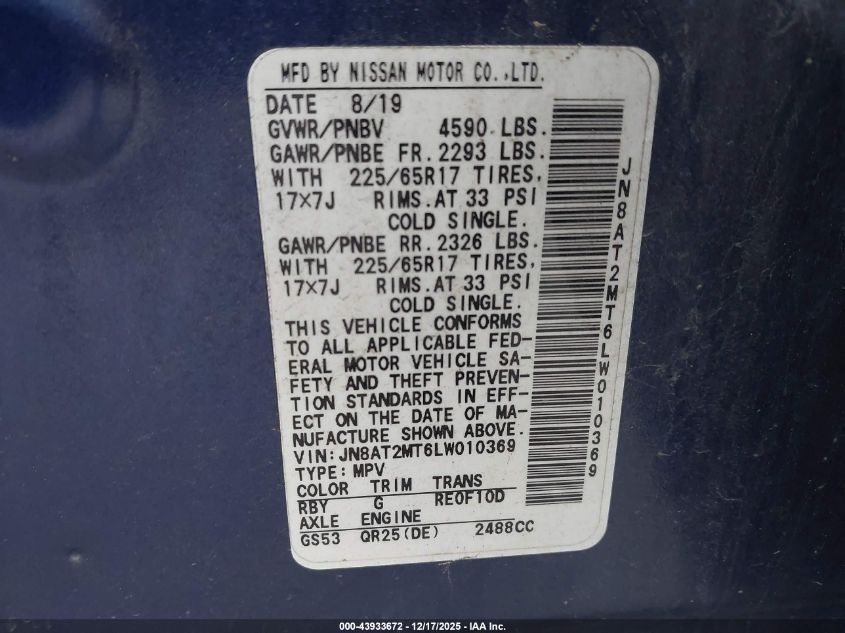 MFD BY NISSAN MOTOR CO.,LTD.
DATE 8/19
GVWR/PNBV 4590 LBS.
GAWR/PNBE FR. 2293 LBS.
WITH 225/65R17 TIRES,
17×7J RIMS.AT 33 PSI
COLD SINGLE.
GAWR/PNBE RR. 2326 LBS.
WITH 225/65R17 TIRES,
17×7J RIMS.AT 33 PSI
COLD SINGLE.
THIS VEHICLE CONFORMS
TO ALL APPLICABLE FED-
ERAL MOTOR VEHICLE SA-
FETY AND THEFT PREVEN-
TION STANDARDS IN EFF-
ECT ON THE DATE OF MA-
NUFACTURE SHOWN ABOVE.
VIN: JN8AT2MT6LW010369
TYPE: MPV
COLOR TRIM TRANS
RBY G RE0F10D
AXLE ENGINE
GS53 QR25(DE) 2488CC
JN8AT2MT6LW010369
000-43933672 — 12/17/2025 — IAA Inc.